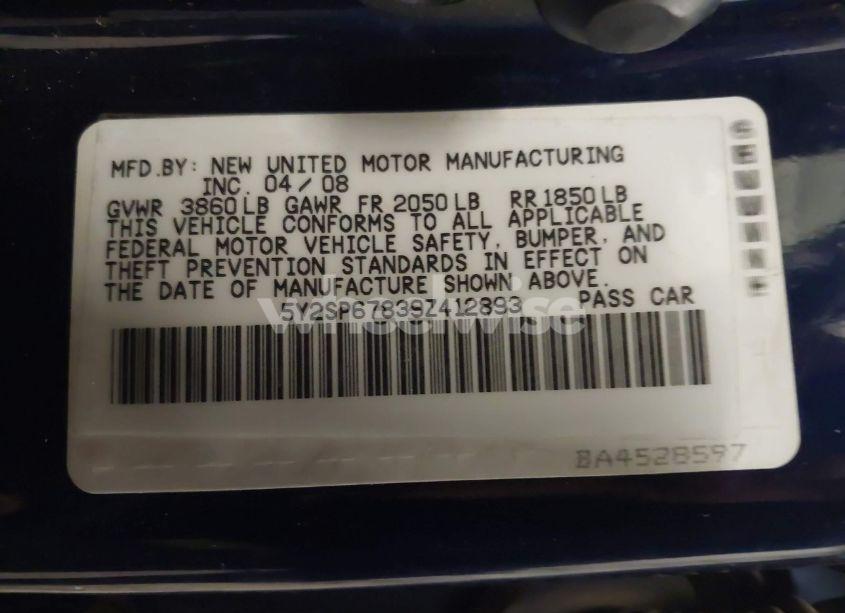 MFD.BY: NEW UNITED MOTOR MANUFACTURING
INC. 04/08
GVWR 3860LB GAWR FR 2050LB RR1850LB
THIS VEHICLE CONFORMS TO ALL APPLICABLE
FEDERAL MOTOR VEHICLE SAFETY, BUMPER, AND
THEFT PREVENTION STANDARDS IN EFFECT ON
THE DATE OF MANUFACTURE SHOWN ABOVE.
5Y2SP67839Z412893 PASS CAR
wheelwise
BA4528597
GENUINE